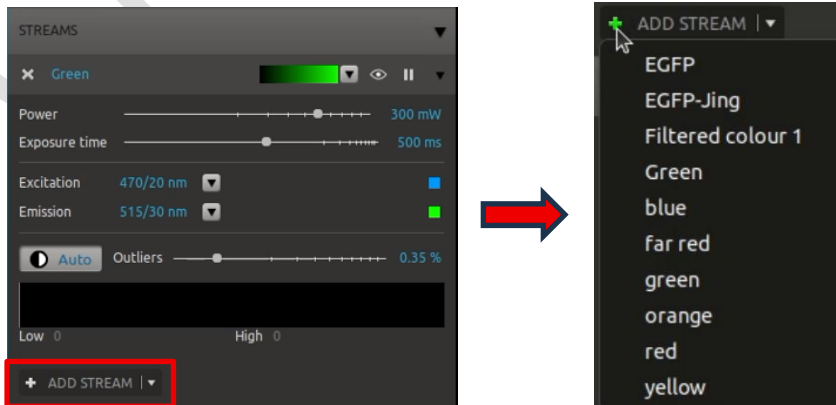 STREAMS
Green
Power 300 mW
Exposure time 500 ms
Excitation 470/20 nm
Emission 515/30 nm
Auto Outliers 0.35 %
Low 0 High 0
ADD STREAM
ADD STREAM
EGFP
EGFP-Jing
Filtered colour 1
Green
blue
far red
green
orange
red
yellow